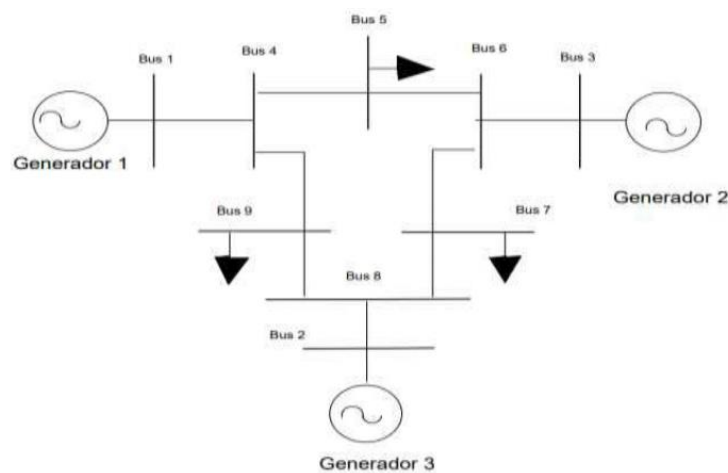 Bus 5
Bus 4
Bus 6
Bus 1
Bus 3
Generador 1
Generador 2
Bus 9
Bus 7
Bus 8
Bus 2
Generador 3